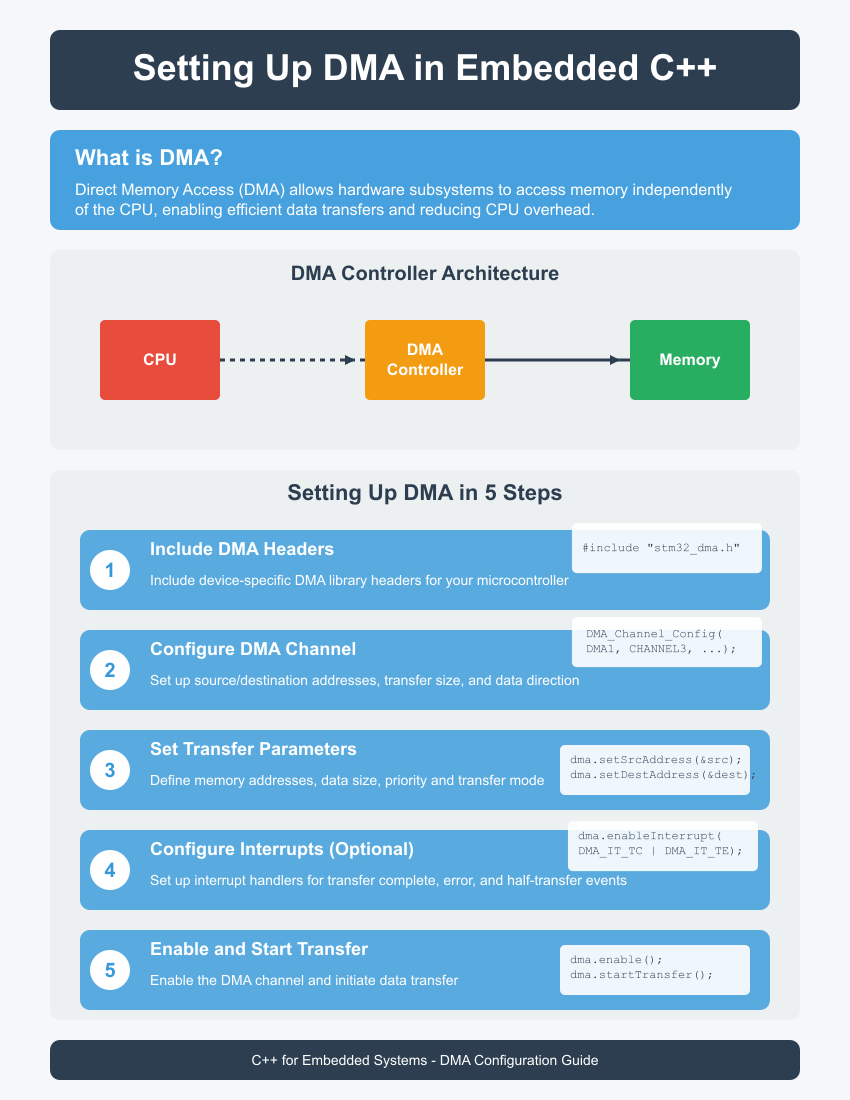 Setting Up DMA in Embedded C++
What is DMA?
Direct Memory Access (DMA) allows hardware subsystems to access memory independently
of the CPU, enabling efficient data transfers and reducing CPU overhead.
DMA Controller Architecture
CPU
DMA
Controller
Memory
Setting Up DMA in 5 Steps
1
Include DMA Headers
Include device-specific DMA library headers for your microcontroller
#include "stm32_dma.h"
2
Configure DMA Channel
Set up source/destination addresses, transfer size, and data direction
DMA_Channel_Config(
DMA1, CHANNEL3, ...);
3
Set Transfer Parameters
Define memory addresses, data size, priority and transfer mode
dma.setSrcAddress(&src);
dma.setDestAddress(&dest);
4
Configure Interrupts (Optional)
Set up interrupt handlers for transfer complete, error, and half-transfer events
dma.enableInterrupt(
DMA_IT_TC | DMA_IT_TE);
5
Enable and Start Transfer
Enable the DMA channel and initiate data transfer
dma.enable();
dma.startTransfer();
C++ for Embedded Systems - DMA Configuration Guide